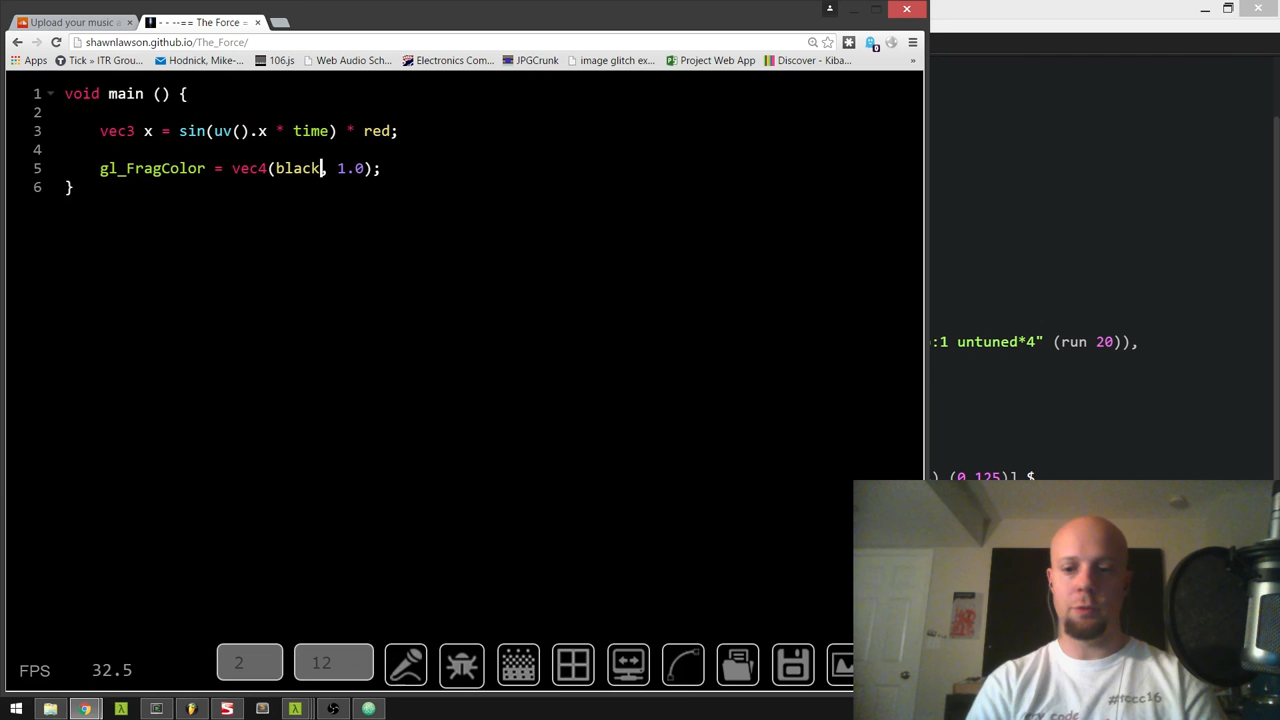 Upload your music a
- - --== The Force =
shawnlawson.github.io/The_Force/
Apps Tick » ITR Grou... Hodnick, Mike-... 106.js Web Audio Sch... Electronics Com... JPGCrunk image glitch ex... Project Web App Discover - Kiba... »
1 void main () {
2
3 vec3 x = sin(uv().x * time) * red;
4
5 gl_FragColor = vec4(black, 1.0);
6 }
:1 untuned*4" (run 20)),
) (0.125)] $
#fccc16
FPS 32.5 2 12